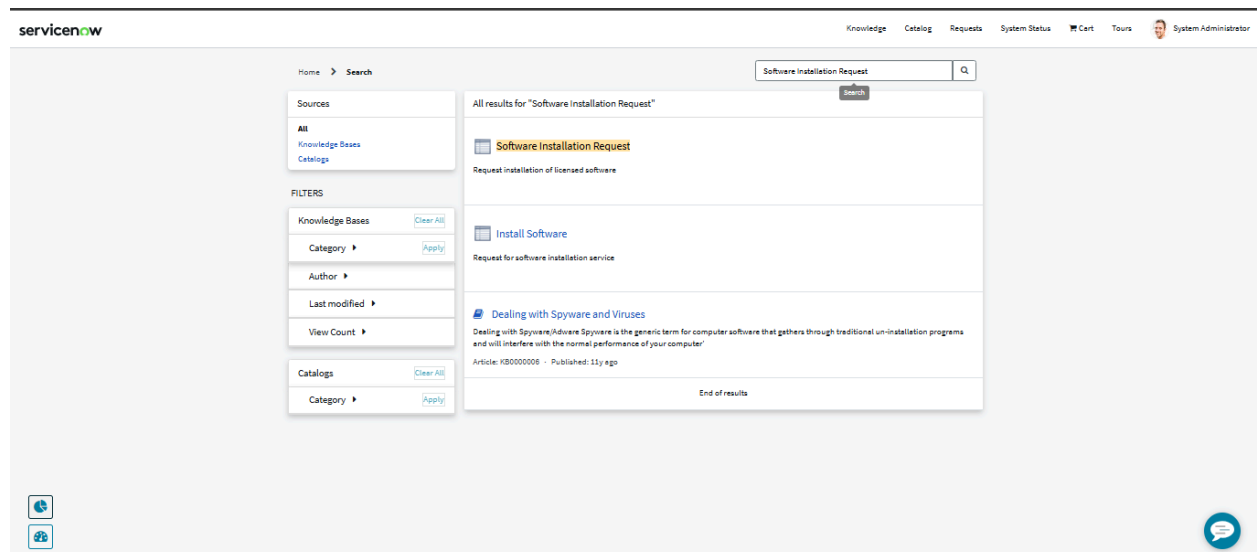 servicenow
Knowledge Catalog Requests System Status Cart Tours System Administrator
Home Search
Software Installation Request
Search
Sources
All
Knowledge Bases
Catalogs
FILTERS
Knowledge Bases Clear All
Category Apply
Author
Last modified
View Count
Catalogs Clear All
Category Apply
All results for "Software Installation Request"
Software Installation Request
Request installation of licensed software
Install Software
Request for software installation service
Dealing with Spyware and Viruses
Dealing with Spyware/Adware Spyware is the generic term for computer software that gathers through traditional un-installation programs
and will interfere with the normal performance of your computer'
Article: KB0000006 · Published: 11y ago
End of results